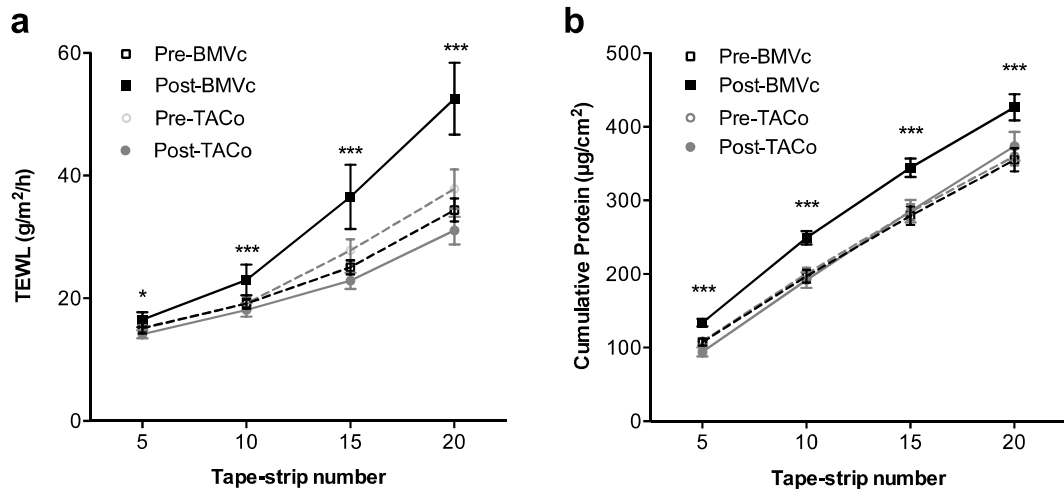 a
60
40
20
0
TEWL (g/m²/h)
Pre-BMVc
Post-BMVc
Pre-TACo
Post-TACo
*
***
***
***
5 10 15 20
Tape-strip number
b
500
400
300
200
100
0
Cumulative Protein (µg/cm²)
Pre-BMVc
Post-BMVc
Pre-TACo
Post-TACo
***
***
***
***
5 10 15 20
Tape-strip number